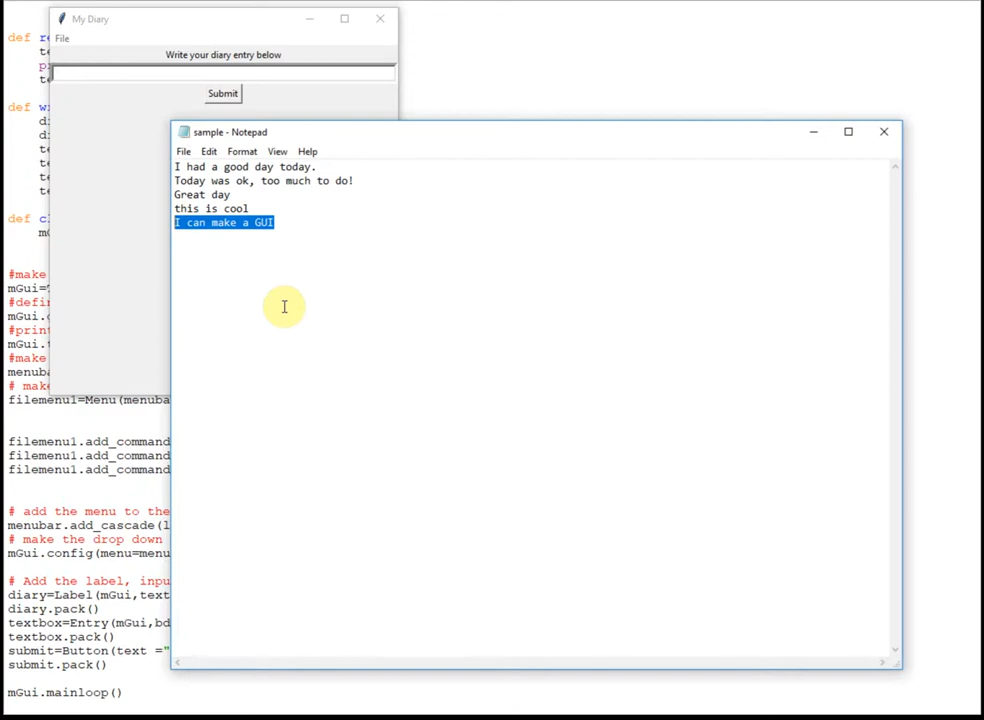 My Diary
File
Write your diary entry below
Submit
sample - Notepad
File Edit Format View Help
I had a good day today.
Today was ok, too much to do!
Great day
this is cool
I can make a GUI
def
def
def
#make
#print
#make
# make
filemenu1=Menu(menuba
filemenu1.add_command
filemenu1.add_command
filemenu1.add_command
# add the menu to the
menubar.add_cascade(l
# make the drop down
mGui.config(menu=menu
# Add the label, inpu
diary=Label(mGui,text
diary.pack()
textbox=Entry(mGui,bd
textbox.pack()
submit=Button(text ="
submit.pack()
mGui.mainloop()